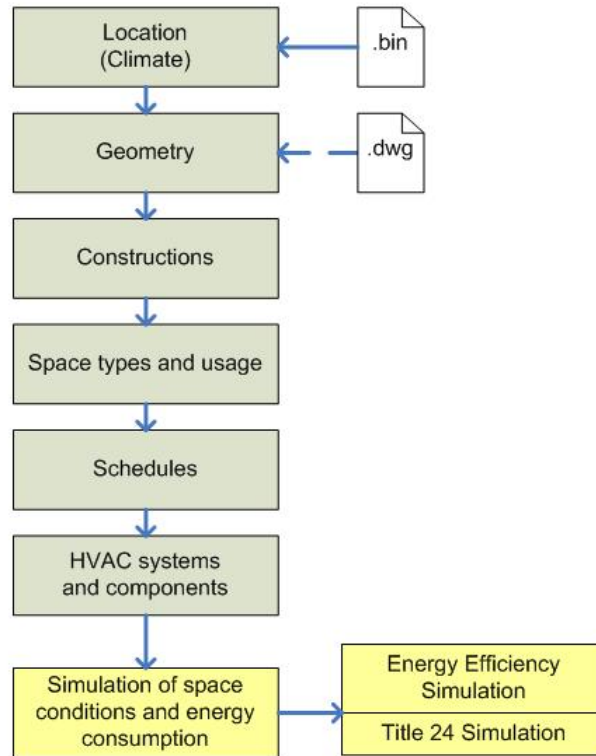 Location
(Climate)
.bin
Geometry
.dwg
Constructions
Space types and usage
Schedules
HVAC systems
and components
Simulation of space
conditions and energy
consumption
Energy Efficiency
Simulation
Title 24 Simulation